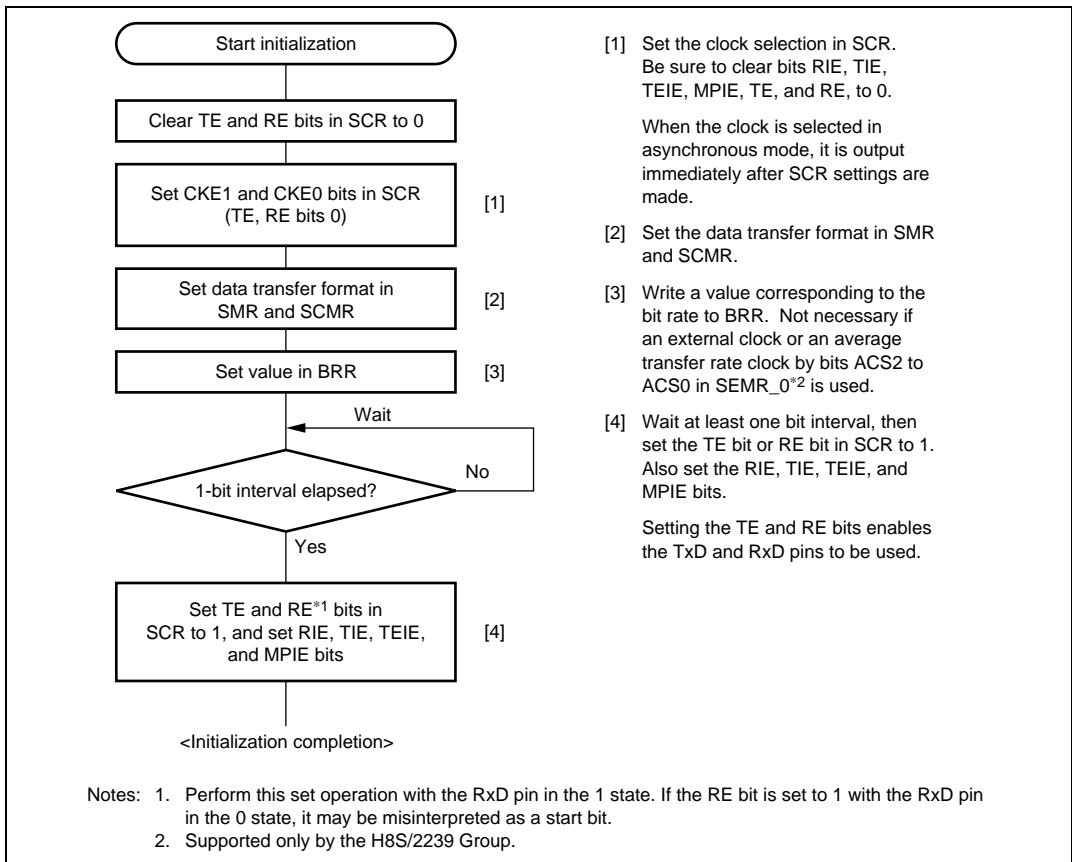 Start initialization
Clear TE and RE bits in SCR to 0
Set CKE1 and CKE0 bits in SCR
(TE, RE bits 0)
[1]
Set data transfer format in
SMR and SCMR
[2]
Set value in BRR
[3]
Wait
No
1-bit interval elapsed?
Yes
Set TE and RE*1 bits in
SCR to 1, and set RIE, TIE, TEIE,
and MPIE bits
[4]
<Initialization completion>
[1] Set the clock selection in SCR.
Be sure to clear bits RIE, TIE,
TEIE, MPIE, TE, and RE, to 0.
When the clock is selected in
asynchronous mode, it is output
immediately after SCR settings are
made.
[2] Set the data transfer format in SMR
and SCMR.
[3] Write a value corresponding to the
bit rate to BRR. Not necessary if
an external clock or an average
transfer rate clock by bits ACS2 to
ACS0 in SEMR_0*2 is used.
[4] Wait at least one bit interval, then
set the TE bit or RE bit in SCR to 1.
Also set the RIE, TIE, TEIE, and
MPIE bits.
Setting the TE and RE bits enables
the TxD and RxD pins to be used.
Notes: 1. Perform this set operation with the RxD pin in the 1 state. If the RE bit is set to 1 with the RxD pin
in the 0 state, it may be misinterpreted as a start bit.
2. Supported only by the H8S/2239 Group.